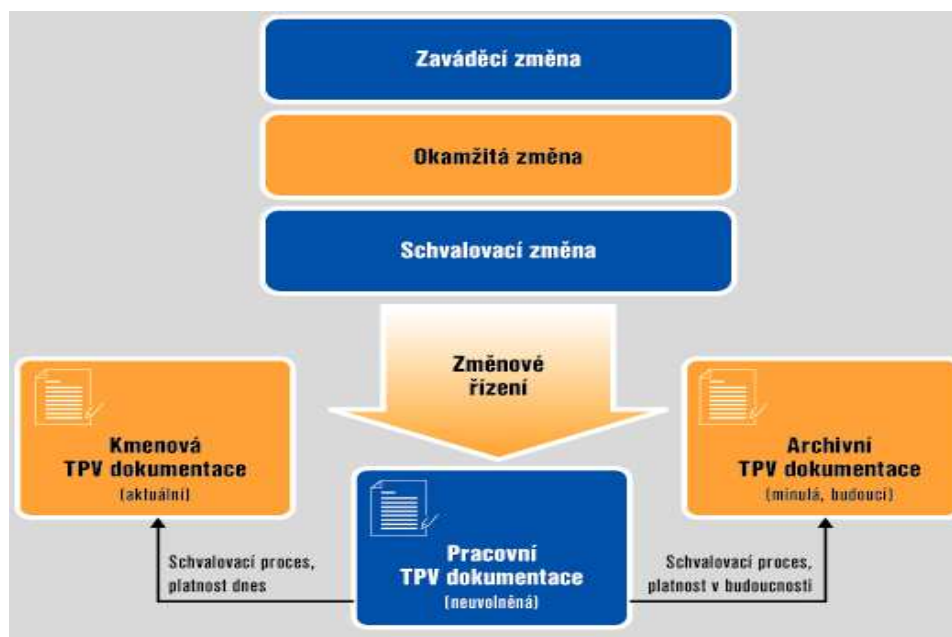 Zaváděcí změna
Okamžitá změna
Schvalovací změna
Změnové
řízení
Kmenová
TPV dokumentace
(aktuální)
Archivní
TPV dokumentace
(minulá, budoucí)
Pracovní
TPV dokumentace
(neuvolněná)
Schvalovací proces,
platnost dnes
Schvalovací proces,
platnost v budoucnosti